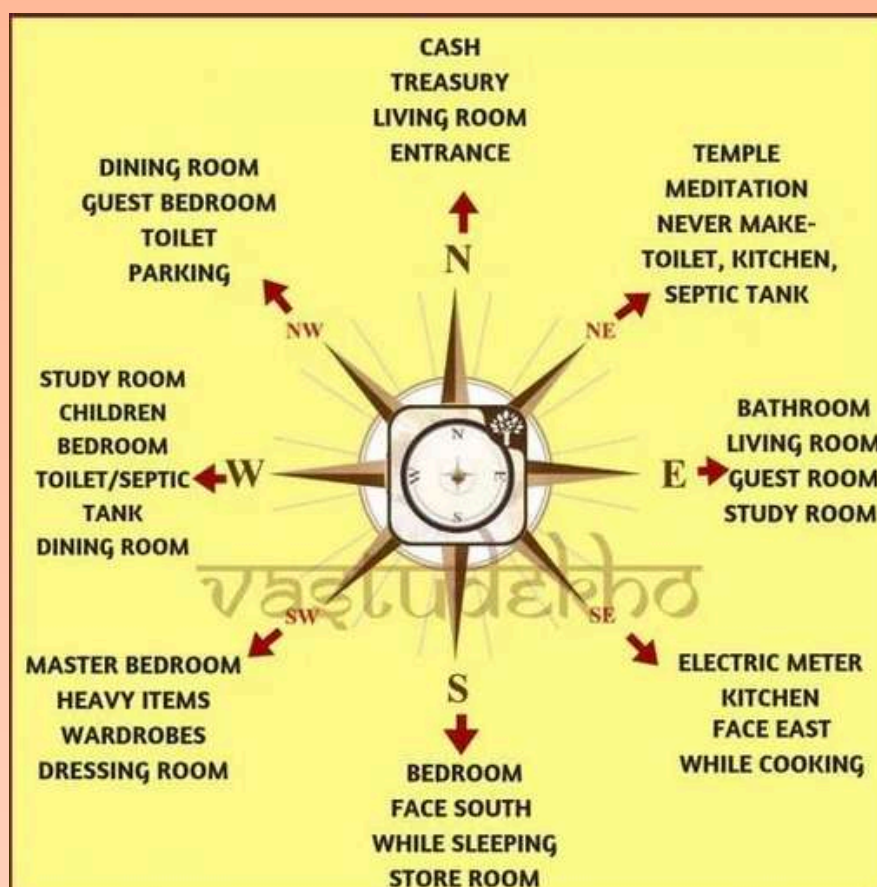 CASH
TREASURY
LIVING ROOM
ENTRANCE
DINING ROOM
GUEST BEDROOM
TOILET
PARKING
TEMPLE
MEDITATION
NEVER MAKE-
TOILET, KITCHEN,
SEPTIC TANK
N
NW
NE
STUDY ROOM
CHILDREN
BEDROOM
TOILET/SEPTIC
TANK
DINING ROOM
W
N
W
E
S
E
BATHROOM
LIVING ROOM
GUEST ROOM
STUDY ROOM
vastudekho
SW
SE
MASTER BEDROOM
HEAVY ITEMS
WARDROBES
DRESSING ROOM
S
BEDROOM
FACE SOUTH
WHILE SLEEPING
STORE ROOM
ELECTRIC METER
KITCHEN
FACE EAST
WHILE COOKING